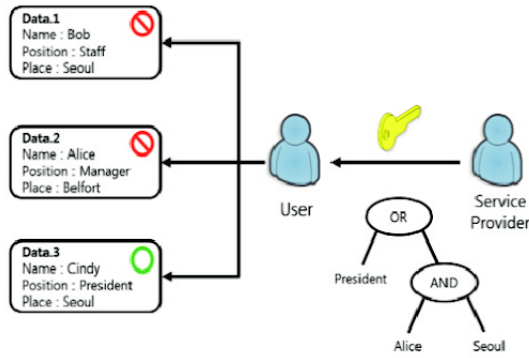 Data.1
Name : Bob
Position : Staff
Place : Seoul
Data.2
Name : Alice
Position : Manager
Place : Belfort
Data.3
Name : Cindy
Position : President
Place : Seoul
User
Service
Provider
OR
President
AND
Alice
Seoul